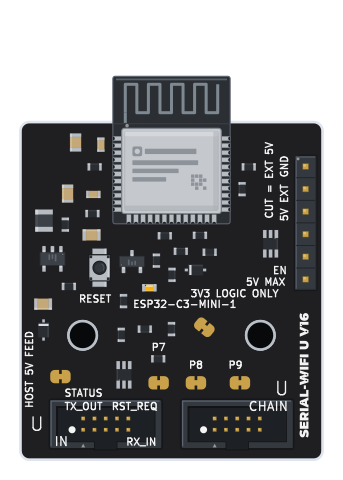 CUT = EXT 5V
5V EXT GND
EN
5V MAX
3V3 LOGIC ONLY
RESET
ESP32-C3-MINI-1
HOST 5V FEED
P7
P8
P9
STATUS
TX_OUT RST_REQ
IN
RX_IN
CHAIN
U
U
SERIAL-WIFI U V16